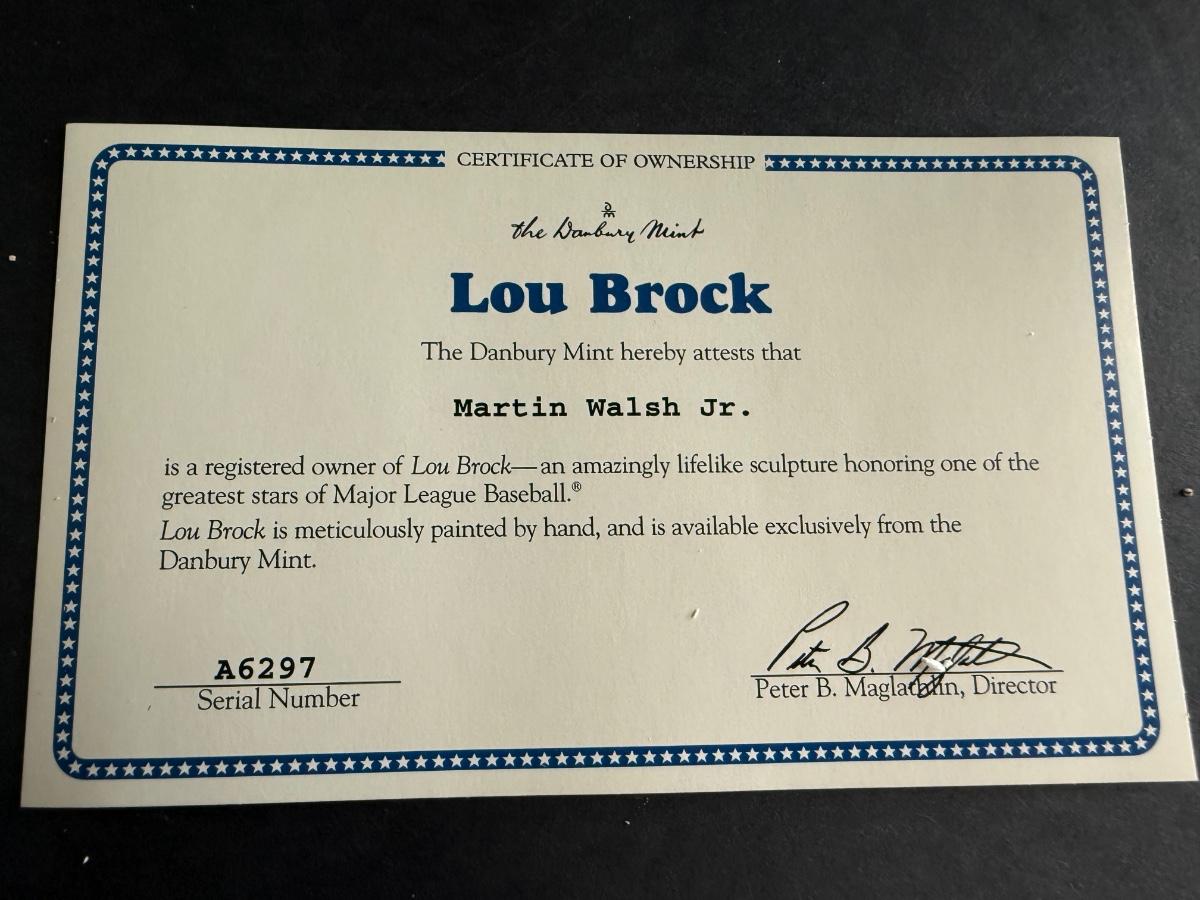 CERTIFICATE OF OWNERSHIP
the Danbury Mint
Lou Brock
The Danbury Mint hereby attests that
Martin Walsh Jr.
is a registered owner of Lou Brock—an amazingly lifelike sculpture honoring one of the
greatest stars of Major League Baseball.®
Lou Brock is meticulously painted by hand, and is available exclusively from the
Danbury Mint.
A6297
Serial Number
Peter B. Maglathlin
Peter B. Maglathlin, Director